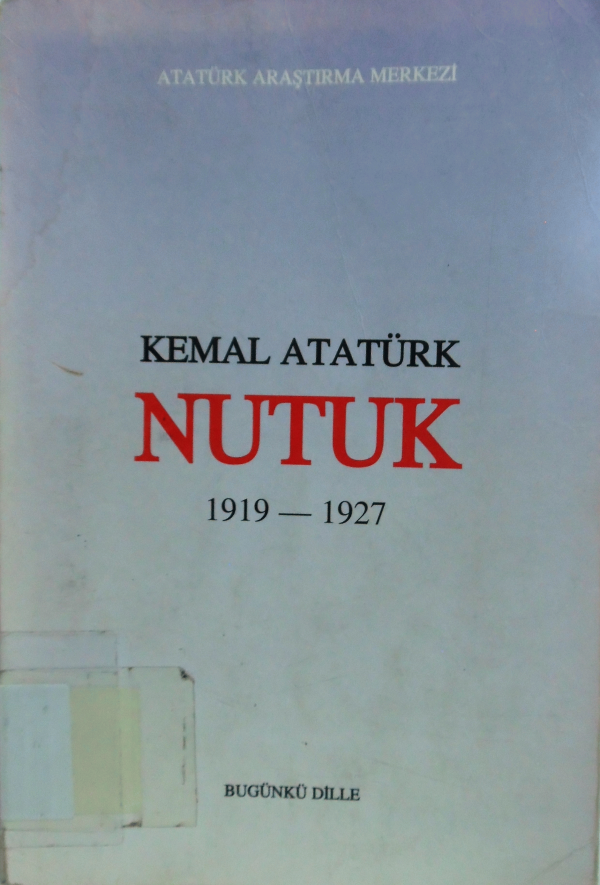 ATATÜRK ARAŞTIRMA MERKEZİ
KEMAL ATATÜRK
NUTUK
1919 — 1927
BUGÜNKÜ DİLLE